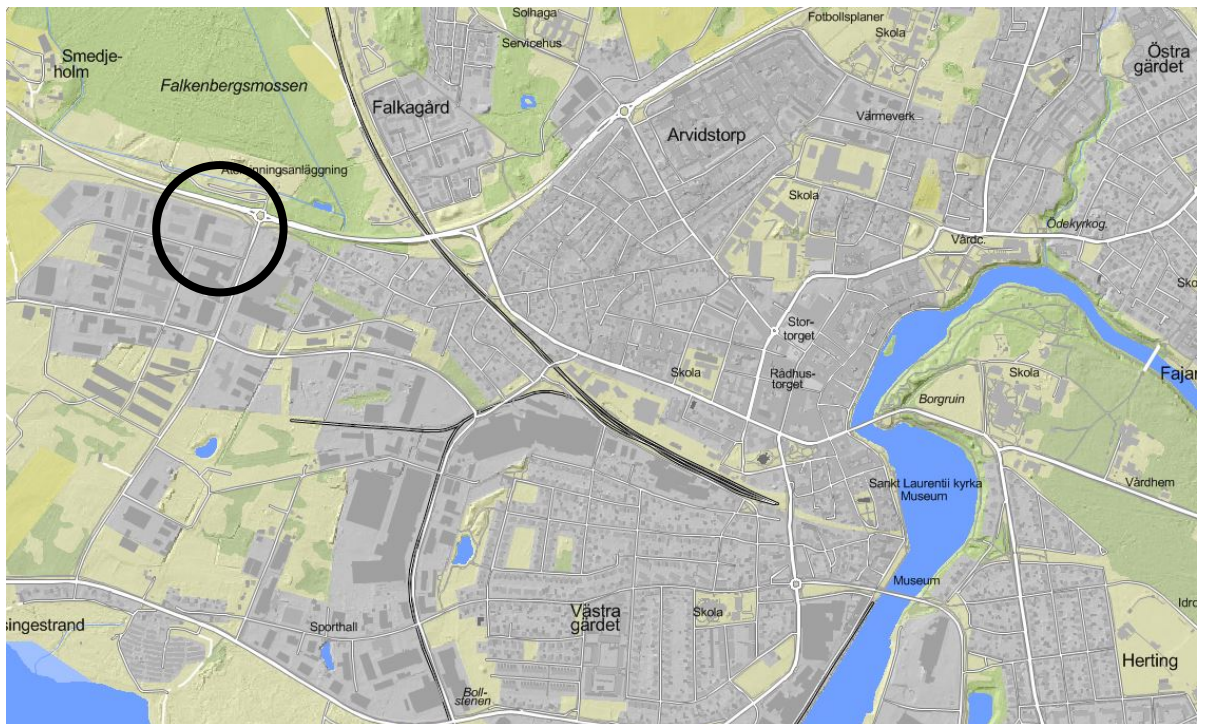 Solhaga
Fotbollsplaner
Skola
Servicehus
Smedje-
holm
Östra
gärdet
Falkenbergsmossen
Falkagård
Värmeverk
Arvidstorp
Skola
Ödekyrkog.
Vårdc.
Stor-
torget
Skola
Rådhus-
torget
Skola
Borgruin
Sankt Laurentii kyrka
Museum
Vårdhem
Museum
Västra
gärdet
Skola
singestrand
Sporthall
Herting
Boll-
stenen